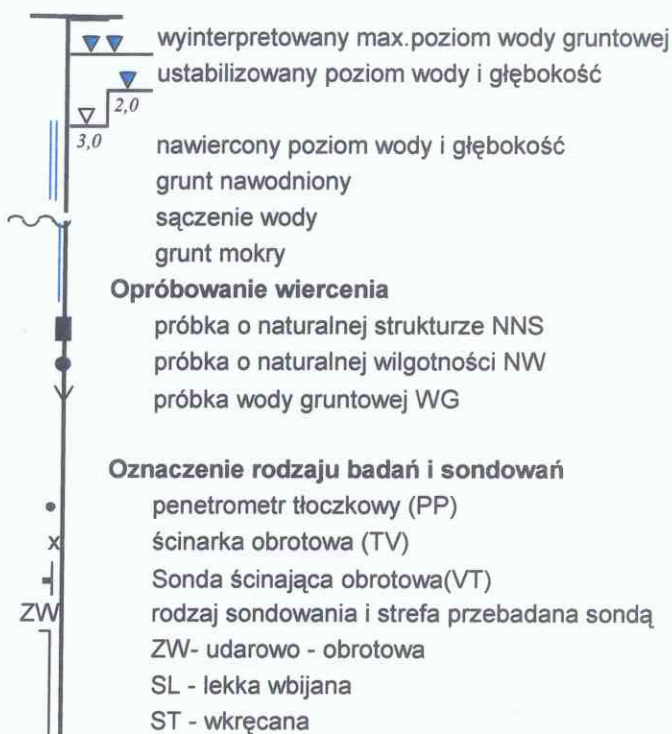 wyinterpretowany max.poziom wody gruntowej
ustabilizowany poziom wody i głębokość
2,0
3,0
nawiercony poziom wody i głębokość
grunt nawodniony
sączenie wody
grunt mokry
Opróbowanie wiercenia
próbka o naturalnej strukturze NNS
próbka o naturalnej wilgotności NW
próbka wody gruntowej WG
Oznaczenie rodzaju badań i sondowań
penetrometr tłoczkowy (PP)
x ścinarka obrotowa (TV)
Sonda ścinająca obrotowa(VT)
ZW rodzaj sondowania i strefa przebadana sondą
ZW- udarowo - obrotowa
SL - lekka wbijana
ST - wkręcana